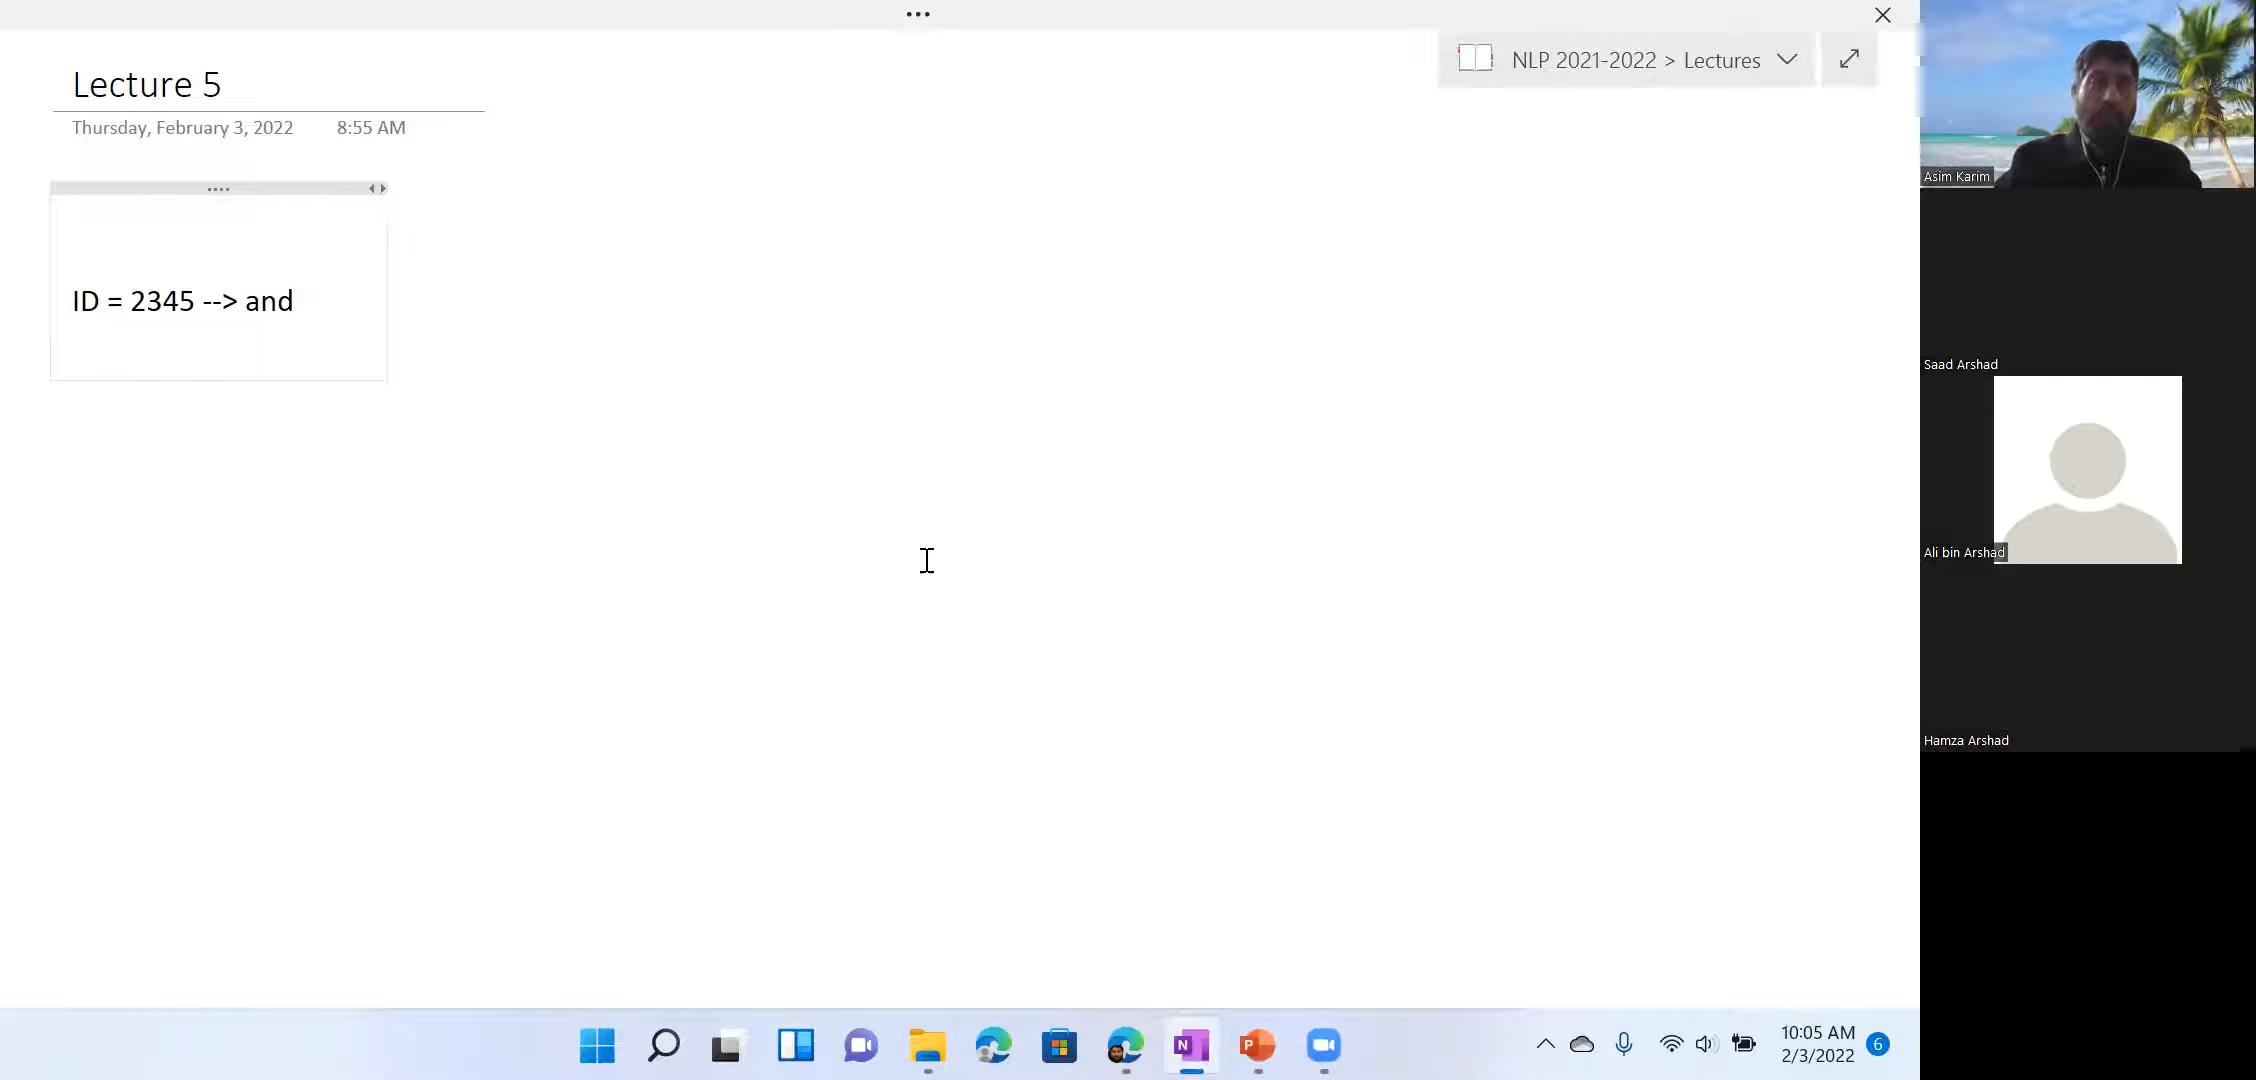 NLP 2021-2022 > Lectures
Lecture 5
Thursday, February 3, 2022 8:55 AM
ID = 2345 --> and
Asim Karim
Saad Arshad
Ali bin Arshad
Hamza Arshad
N
P
10:05 AM
2/3/2022
6